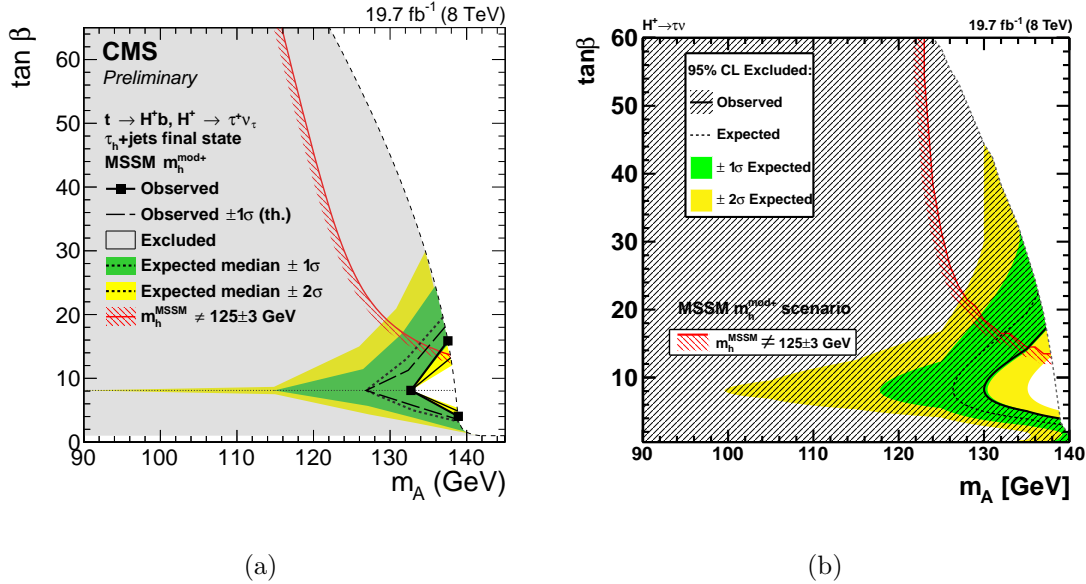 19.7 fb⁻¹ (8 TeV)
tan β
60
50
40
30
20
10
0
CMS
Preliminary
t → H⁺b, H⁺ → τ⁺ν_τ
τ_h+jets final state
MSSM m_h^mod+
Observed
Observed ±1σ (th.)
Excluded
Expected median ± 1σ
Expected median ± 2σ
m_h^MSSM ≠ 125±3 GeV
90 100 110 120 130 140
m_A (GeV)
(a)
H⁺→τν 19.7 fb⁻¹ (8 TeV)
tanβ
60
50
40
30
20
10
0
95% CL Excluded:
Observed
Expected
± 1σ Expected
± 2σ Expected
MSSM m_h^mod+ scenario
m_h^MSSM ≠ 125±3 GeV
90 100 110 120 130 140
m_A [GeV]
(b)